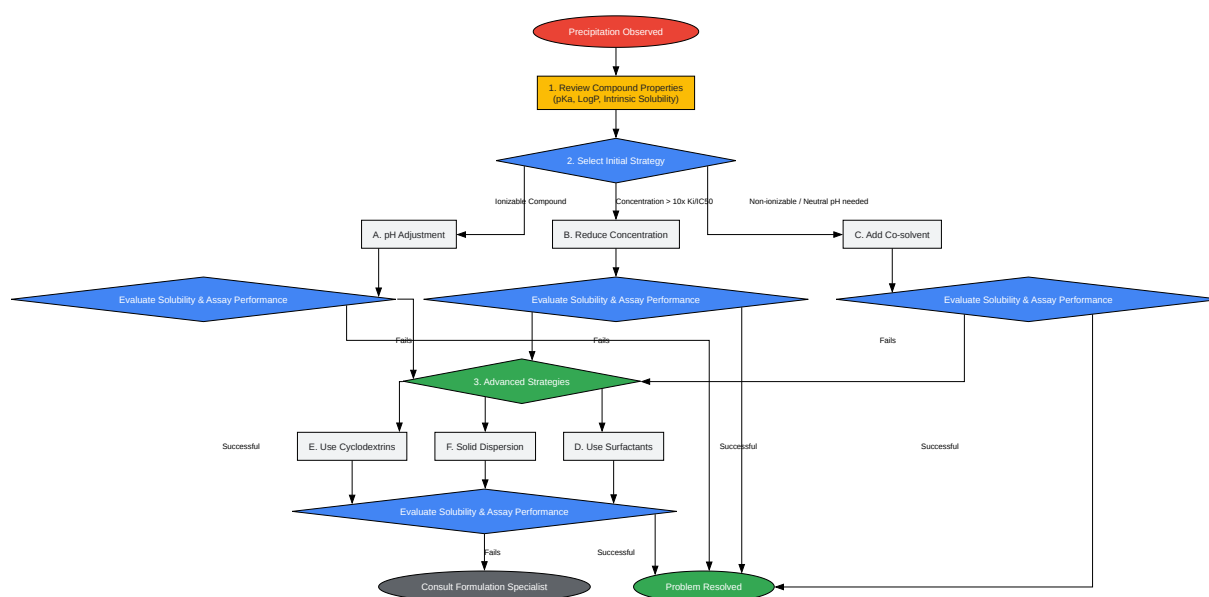 Precipitation Observed
1. Review Compound Properties
(pKa, LogP, Intrinsic Solubility)
2. Select Initial Strategy
Ionizable Compound
Concentration > 10x Ki/IC50
Non-ionizable / Neutral pH needed
A. pH Adjustment
B. Reduce Concentration
C. Add Co-solvent
Evaluate Solubility & Assay Performance
Evaluate Solubility & Assay Performance
Evaluate Solubility & Assay Performance
Fails
Fails
Fails
3. Advanced Strategies
Successful
E. Use Cyclodextrins
F. Solid Dispersion
D. Use Surfactants
Successful
Successful
Evaluate Solubility & Assay Performance
Fails
Successful
Consult Formulation Specialist
Problem Resolved